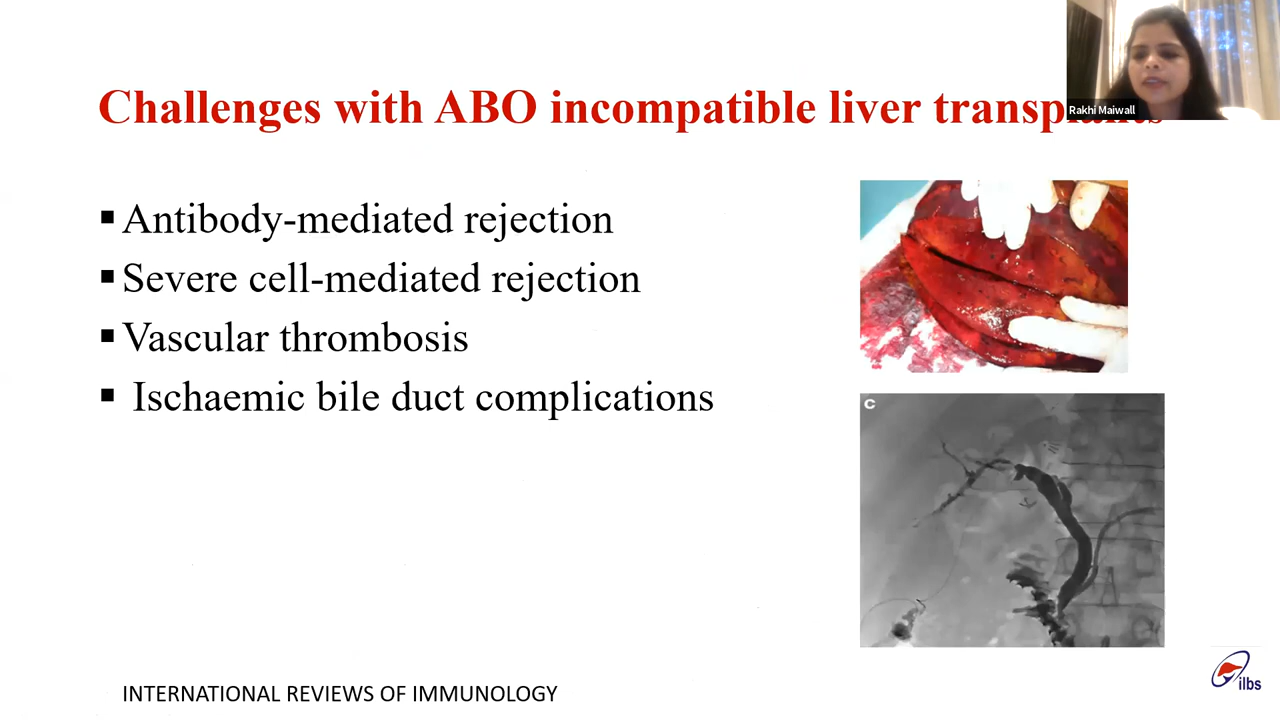 Rakhi Maiwall
Challenges with ABO incompatible liver
▪ Antibody-mediated rejection
▪ Severe cell-mediated rejection
▪ Vascular thrombosis
▪ Ischaemic bile duct complications
C
INTERNATIONAL REVIEWS OF IMMUNOLOGY
ilbs